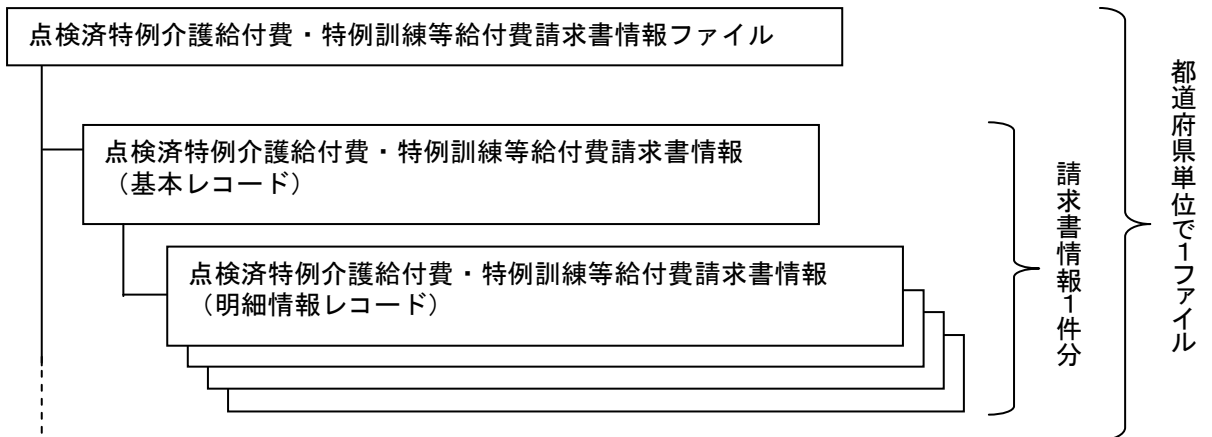 点検済特例介護給付費・特例訓練等給付費請求書情報ファイル
点検済特例介護給付費・特例訓練等給付費請求書情報
（基本レコード）
点検済特例介護給付費・特例訓練等給付費請求書情報
（明細情報レコード）
請求書情報１件分
都道府県単位で１ファイル